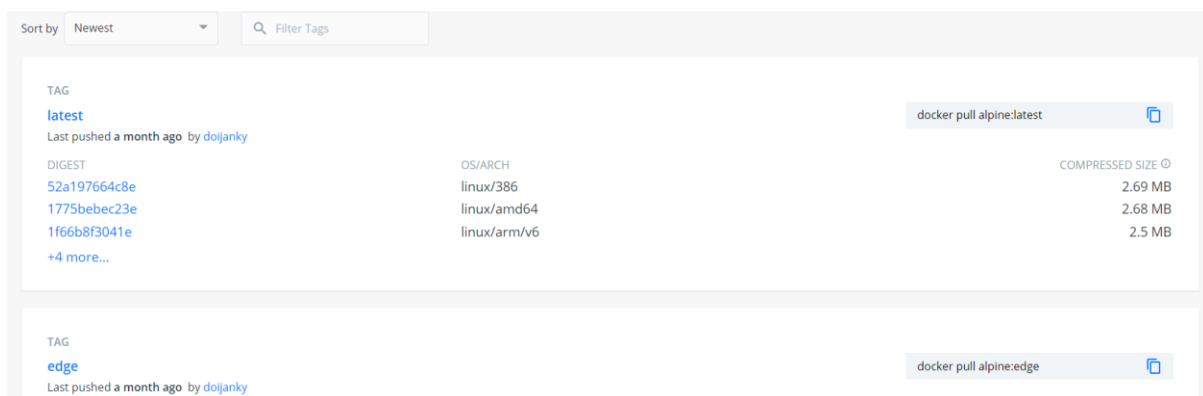 Sort by Newest Filter Tags
TAG
latest docker pull alpine:latest
Last pushed a month ago by doijanky
DIGEST OS/ARCH COMPRESSED SIZE
52a197664c8e linux/386 2.69 MB
1775bebec23e linux/amd64 2.68 MB
1f66b8f3041e linux/arm/v6 2.5 MB
+4 more...
TAG
edge docker pull alpine:edge
Last pushed a month ago by doijanky